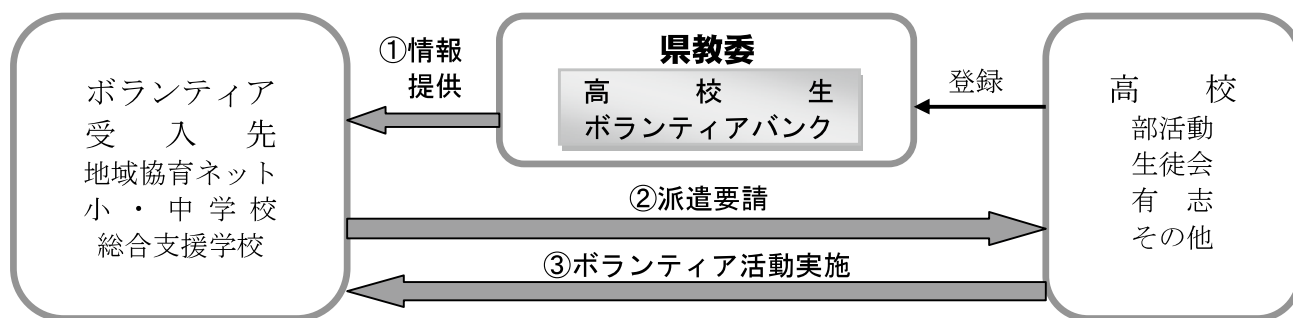 ボランティア
受入先
地域協育ネット
小・中学校
総合支援学校
①情報
提供
県教委
高校生
ボランティアバンク
登録
高校
部活動
生徒会
有志
その他
②派遣要請
③ボランティア活動実施